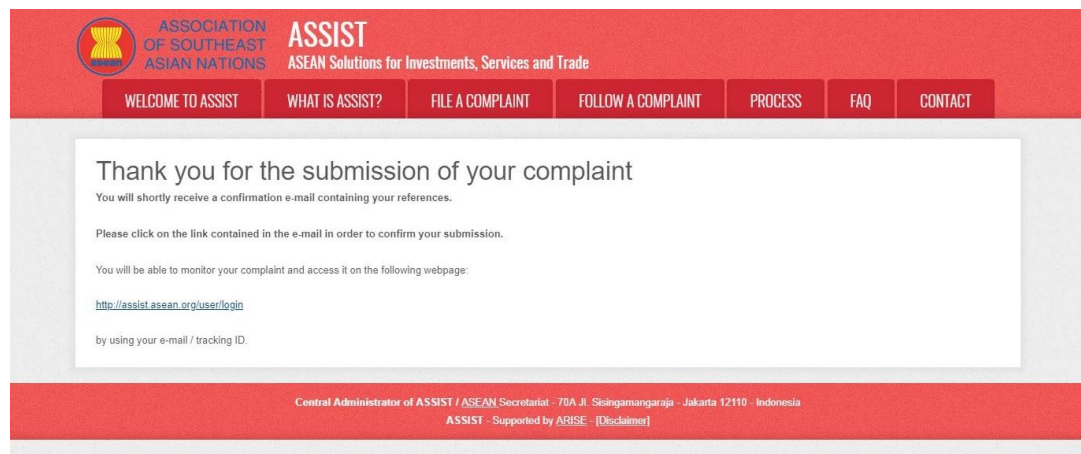 ASSOCIATION
OF SOUTHEAST
ASIAN NATIONS
asean
ASSIST
ASEAN Solutions for Investments, Services and Trade
WELCOME TO ASSIST WHAT IS ASSIST? FILE A COMPLAINT FOLLOW A COMPLAINT PROCESS FAQ CONTACT
Thank you for the submission of your complaint
You will shortly receive a confirmation e-mail containing your references.
Please click on the link contained in the e-mail in order to confirm your submission.
You will be able to monitor your complaint and access it on the following webpage:
http://assist.asean.org/user/login
by using your e-mail / tracking ID.
Central Administrator of ASSIST / ASEAN Secretariat - 70A Jl. Sisingamangaraja - Jakarta 12110 - Indonesia
ASSIST - Supported by ARISE - [Disclaimer]